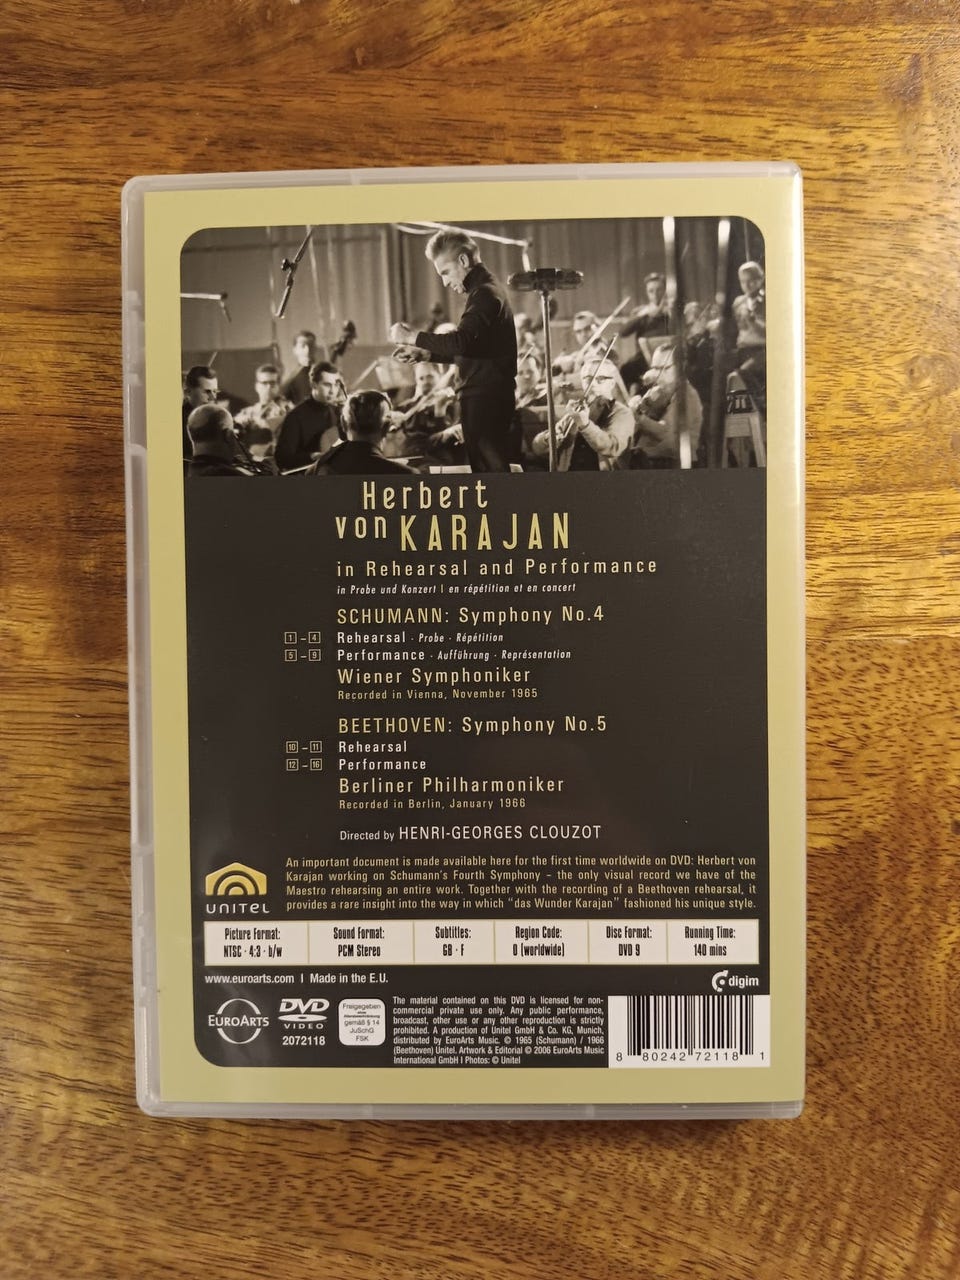 Herbert
von KARAJAN
in Rehearsal and Performance
in Probe und Konzert | en répétition et en concert
SCHUMANN: Symphony No.4
1 – 4 Rehearsal · Probe · Répétition
5 – 9 Performance · Aufführung · Représentation
Wiener Symphoniker
Recorded in Vienna, November 1965
BEETHOVEN: Symphony No.5
10 – 11 Rehearsal
12 – 16 Performance
Berliner Philharmoniker
Recorded in Berlin, January 1966
Directed by HENRI-GEORGES CLOUZOT
An important document is made available here for the first time worldwide on DVD: Herbert von
Karajan working on Schumann's Fourth Symphony – the only visual record we have of the
Maestro rehearsing an entire work. Together with the recording of a Beethoven rehearsal, it
provides a rare insight into the way in which "das Wunder Karajan" fashioned his unique style.
UNITEL
Picture Format: Sound Format: Subtitles: Region Code: Disc Format: Running Time:
NTSC · 4:3 · b/w PCM Stereo GB · F 0 (worldwide) DVD 9 140 mins
www.euroarts.com | Made in the E.U.
digim
EUROARTS
DVD
VIDEO
2072118
Freigegeben
ohne
Altersbeschränkung
gemäß § 14
JuSchG
FSK
The material contained on this DVD is licensed for non-
commercial private use only. Any public performance,
broadcast, other use or any other reproduction is strictly
prohibited. A production of Unitel GmbH & Co. KG, Munich,
distributed by EuroArts Music. © 1965 (Schumann) / 1966
(Beethoven) Unitel. Artwork & Editorial © 2006 EuroArts Music
International GmbH | Photos: © Unitel
8 80242 72118 1